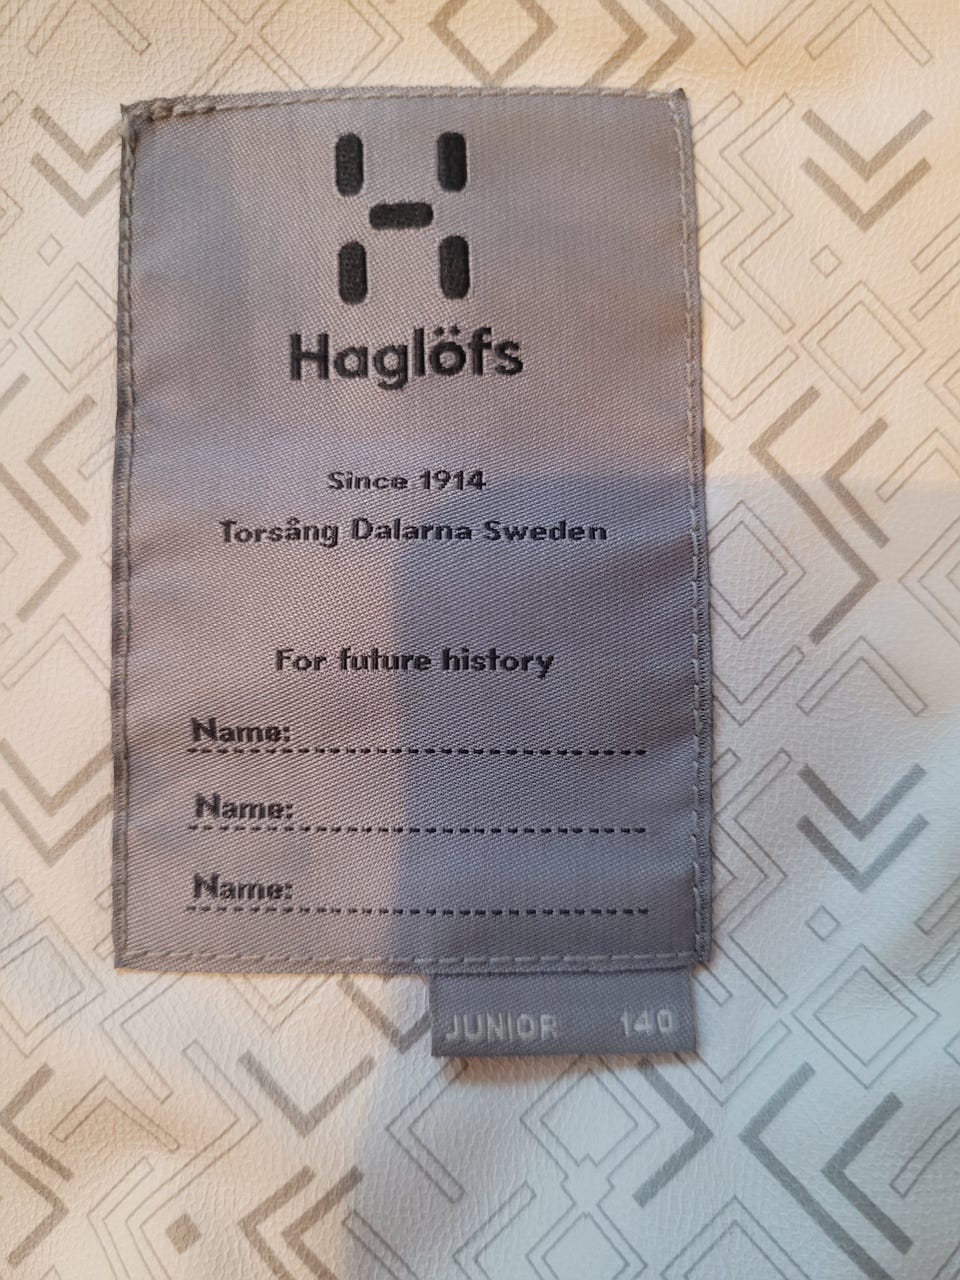 Haglöfs
Since 1914
Torsång Dalarna Sweden
For future history
Name:
Name:
Name:
JUNIOR 140